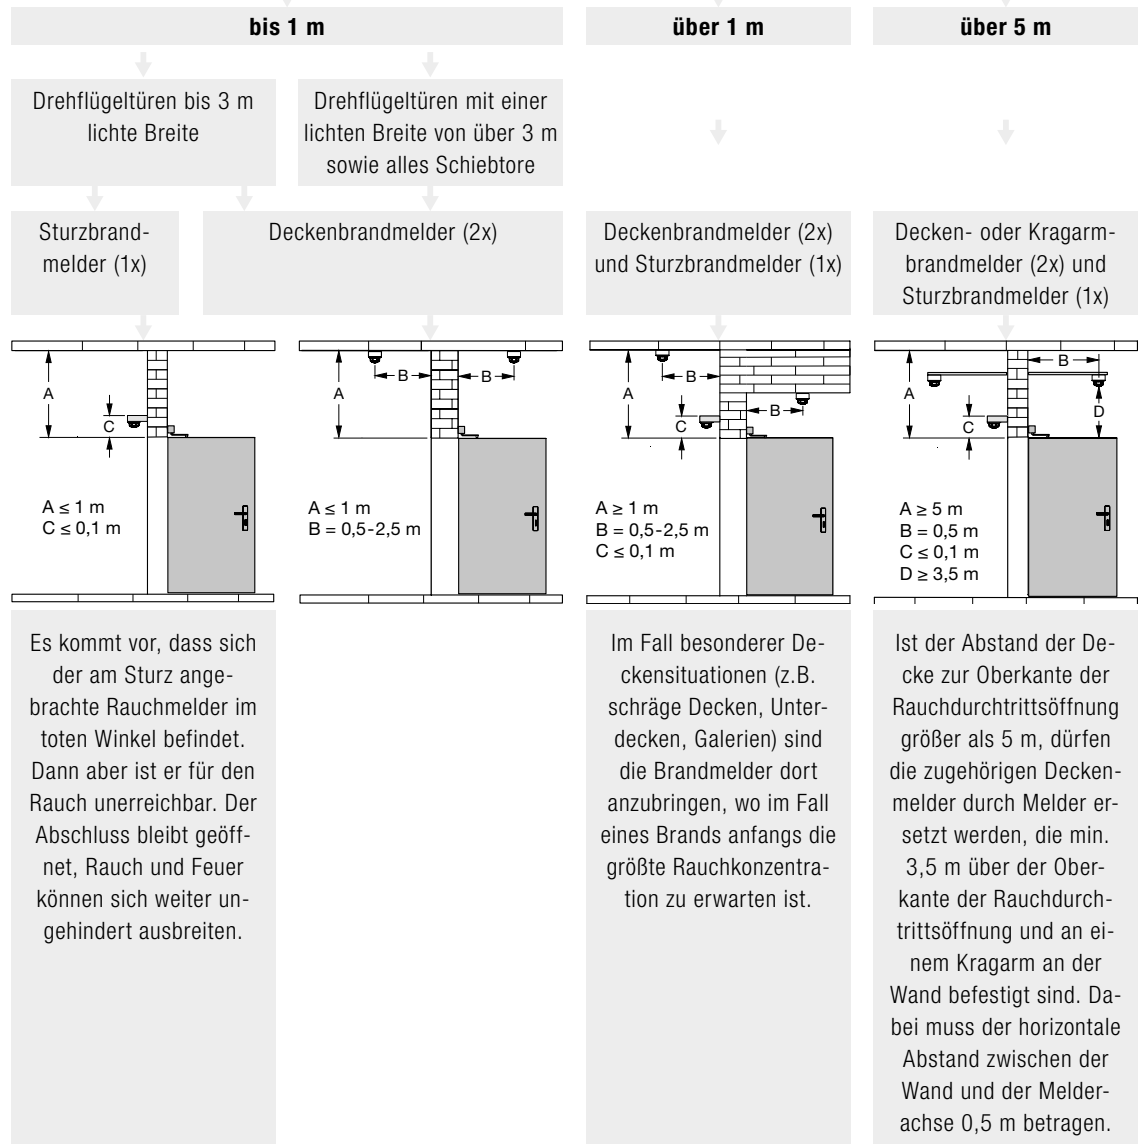 bis 1 m
über 1 m
über 5 m
Drehflügeltüren bis 3 m
lichte Breite
Drehflügeltüren mit einer
lichten Breite von über 3 m
sowie alles Schiebtore
Sturzbrand-
melder (1x)
Deckenbrandmelder (2x)
Deckenbrandmelder (2x)
und Sturzbrandmelder (1x)
Decken- oder Kragarm-
brandmelder (2x) und
Sturzbrandmelder (1x)
A
C
A ≤ 1 m
C ≤ 0,1 m
A
B
B
A ≤ 1 m
B = 0,5-2,5 m
A
B
B
C
A ≥ 1 m
B = 0,5-2,5 m
C ≤ 0,1 m
A
B
C
D
A ≥ 5 m
B = 0,5 m
C ≤ 0,1 m
D ≥ 3,5 m
Es kommt vor, dass sich
der am Sturz ange-
brachte Rauchmelder im
toten Winkel befindet.
Dann aber ist er für den
Rauch unerreichbar. Der
Abschluss bleibt geöff-
net, Rauch und Feuer
können sich weiter un-
gehindert ausbreiten.
Im Fall besonderer De-
ckensituationen (z.B.
schräge Decken, Unter-
decken, Galerien) sind
die Brandmelder dort
anzubringen, wo im Fall
eines Brands anfangs die
größte Rauchkonzentra-
tion zu erwarten ist.
Ist der Abstand der De-
cke zur Oberkante der
Rauchdurchtrittsöffnung
größer als 5 m, dürfen
die zugehörigen Decken-
melder durch Melder er-
setzt werden, die min.
3,5 m über der Ober-
kante der Rauchdurch-
trittsöffnung und an ei-
nem Kragarm an der
Wand befestigt sind. Da-
bei muss der horizontale
Abstand zwischen der
Wand und der Melder-
achse 0,5 m betragen.